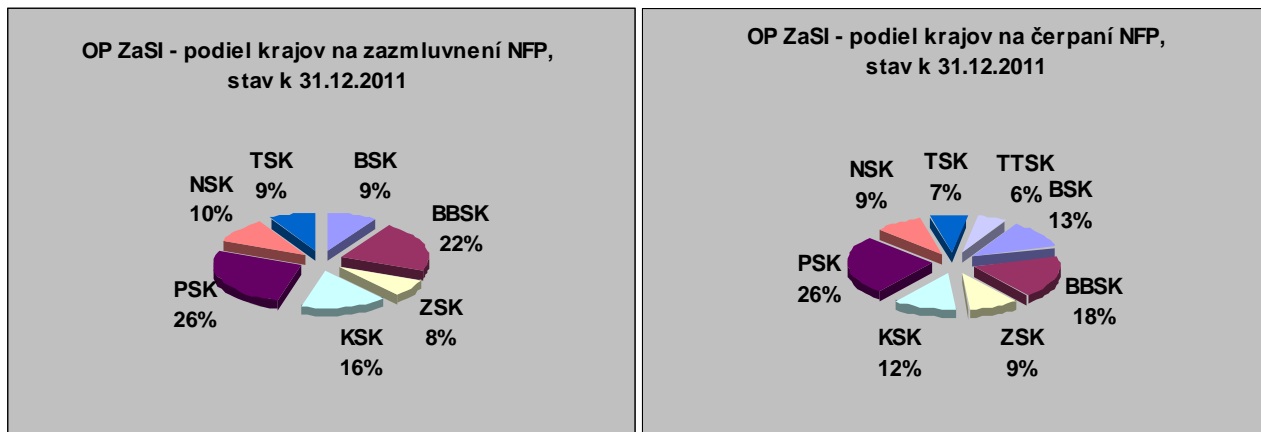 OP ZaSI - podiel krajov na zazmluvnení NFP,
stav k 31.12.2011
TSK
9%
BSK
9%
NSK
10%
BBSK
22%
PSK
26%
ZSK
8%
KSK
16%
OP ZaSI - podiel krajov na čerpaní NFP,
stav k 31.12.2011
NSK
9%
TSK
7%
TTSK
6%
BSK
13%
PSK
26%
BBSK
18%
KSK
12%
ZSK
9%